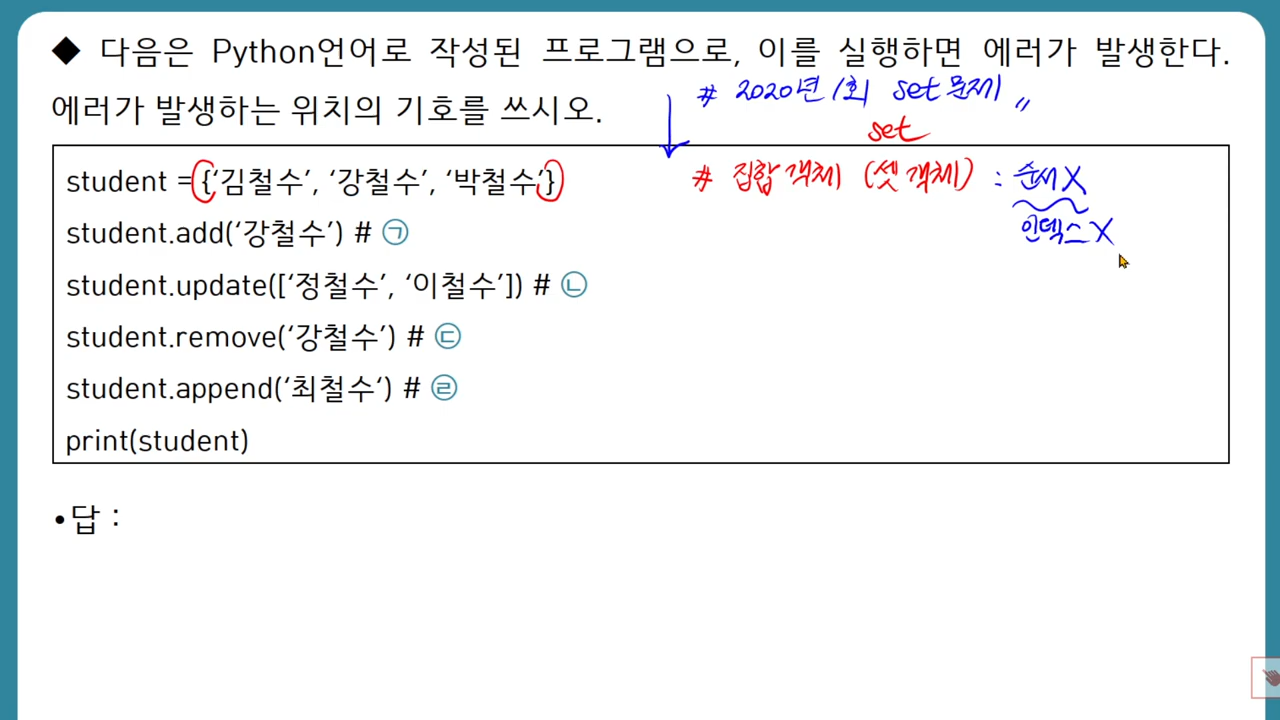 ◆ 다음은 Python언어로 작성된 프로그램으로, 이를 실행하면 에러가 발생한다.
에러가 발생하는 위치의 기호를 쓰시오.
# 2020년 1회 set 문제 〃
set
student = {‘김철수’, ‘강철수’, ‘박철수’}
# 집합 객체 (셋 객체) : 순서 X
인덱스 X
student.add(‘강철수’) # ㉠
student.update([‘정철수’, ‘이철수’]) # ㉡
student.remove(‘강철수’) # ㉢
student.append(‘최철수‘) # ㉣
print(student)
•답 :